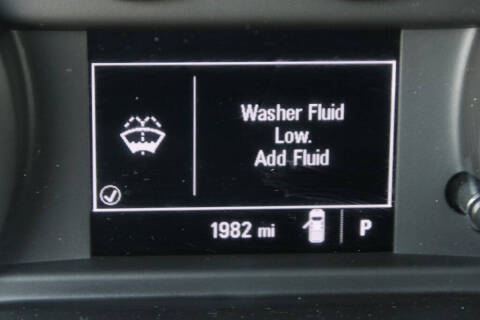 Washer Fluid
Low.
Add Fluid
1982 mi P